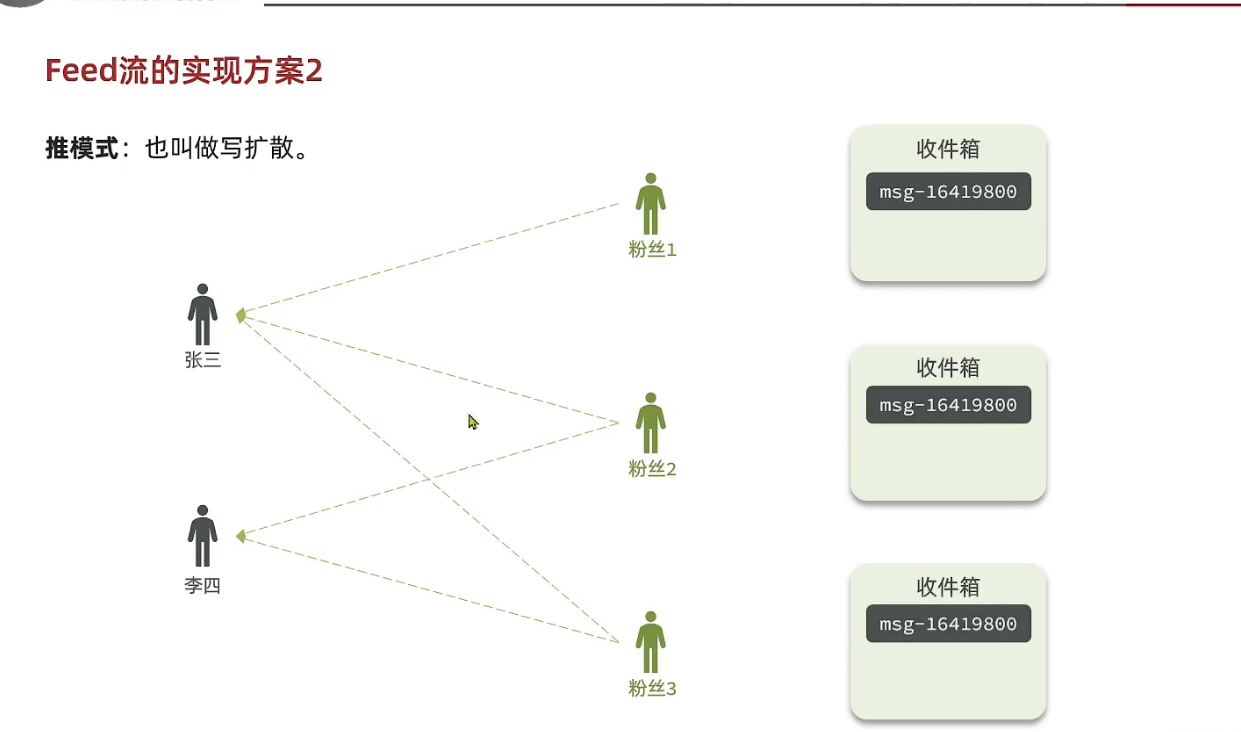 Feed流的实现方案2
推模式：也叫做写扩散。
收件箱
msg-16419800
粉丝1
张三
收件箱
msg-16419800
粉丝2
李四
收件箱
msg-16419800
粉丝3